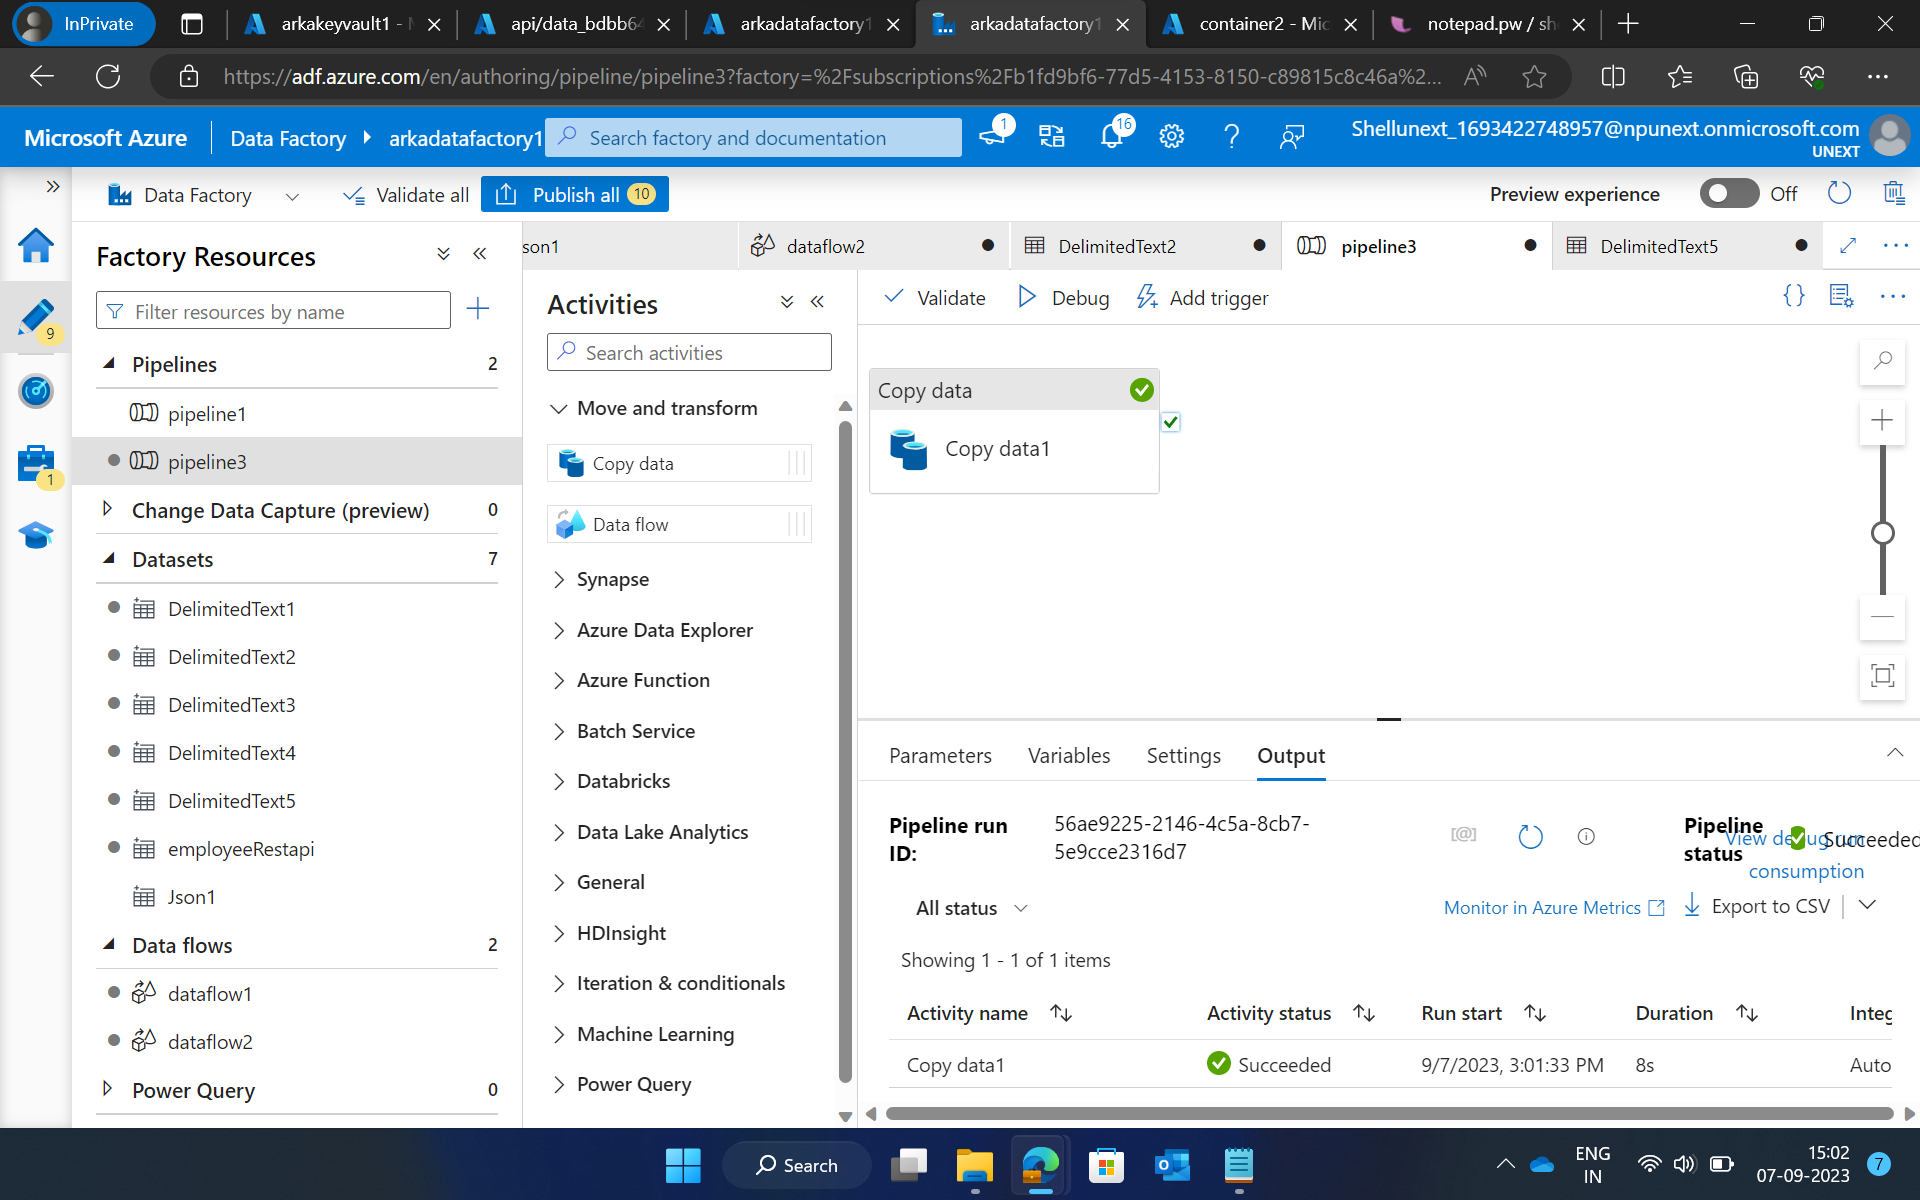 InPrivate
arkakeyvault1 - M
api/data_bdbb64
arkadatafactory1
arkadatafactory1
container2 - Mic
notepad.pw / sh
https://adf.azure.com/en/authoring/pipeline/pipeline3?factory=%2Fsubscriptions%2Fb1fd9bf6-77d5-4153-8150-c89815c8c46a%2...
Microsoft Azure
Data Factory
arkadatafactory1
Search factory and documentation
1
16
Shellunext_1693422748957@npunext.onmicrosoft.com
UNEXT
Data Factory
Validate all
Publish all 10
Preview experience
Off
9
1
Factory Resources
Filter resources by name
Pipelines 2
pipeline1
pipeline3
Change Data Capture (preview) 0
Datasets 7
DelimitedText1
DelimitedText2
DelimitedText3
DelimitedText4
DelimitedText5
employeeRestapi
Json1
Data flows 2
dataflow1
dataflow2
Power Query 0
son1
dataflow2
DelimitedText2
pipeline3
DelimitedText5
Activities
Search activities
Move and transform
Copy data
Data flow
Synapse
Azure Data Explorer
Azure Function
Batch Service
Databricks
Data Lake Analytics
General
HDInsight
Iteration & conditionals
Machine Learning
Power Query
Validate
Debug
Add trigger
Copy data
Copy data1
Parameters
Variables
Settings
Output
Pipeline run ID:
56ae9225-2146-4c5a-8cb7-
5e9cce2316d7
Pipeline status
Succeeded
View debug run
consumption
All status
Monitor in Azure Metrics
Export to CSV
Showing 1 - 1 of 1 items
Activity name
Activity status
Run start
Duration
Integ
Copy data1
Succeeded
9/7/2023, 3:01:33 PM
8s
Auto
Search
ENG
IN
15:02
07-09-2023
7